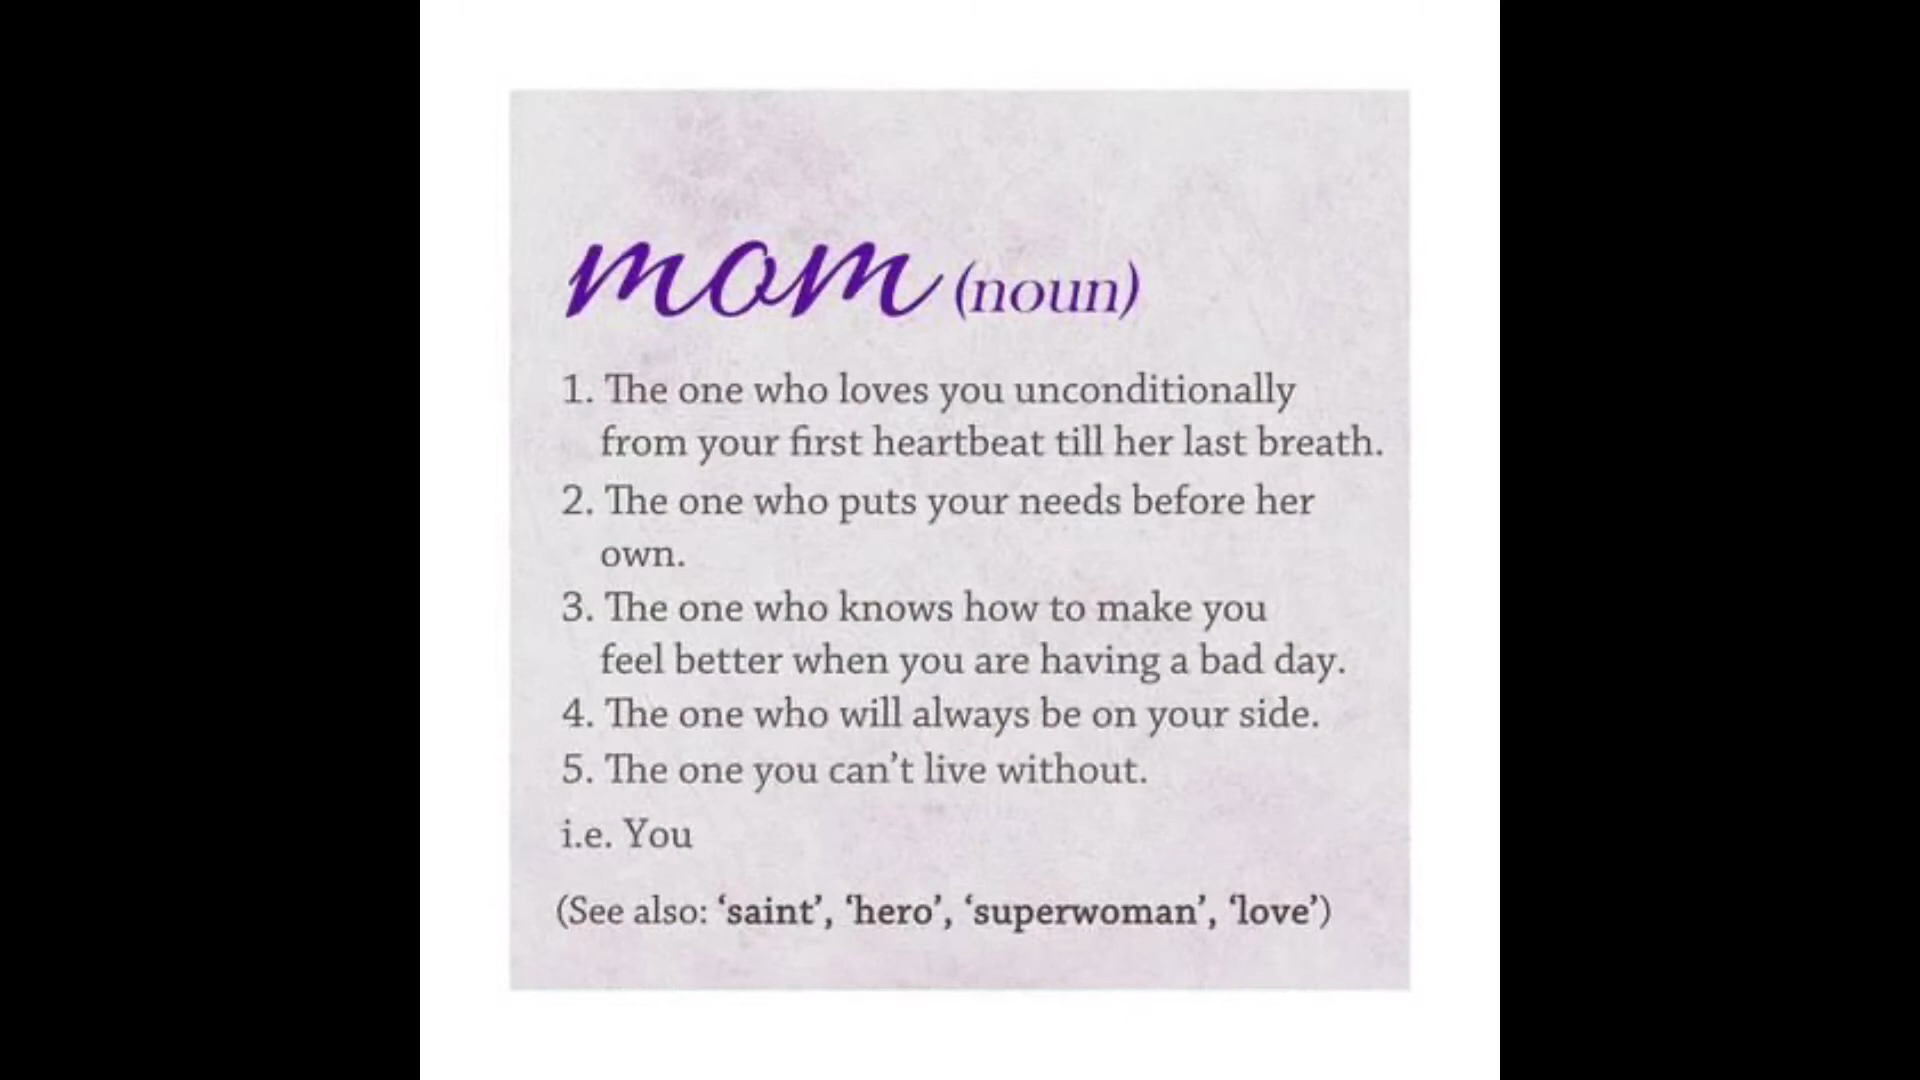 mom (noun)
1. The one who loves you unconditionally
from your first heartbeat till her last breath.
2. The one who puts your needs before her
own.
3. The one who knows how to make you
feel better when you are having a bad day.
4. The one who will always be on your side.
5. The one you can’t live without.
i.e. You
(See also: ‘saint’, ‘hero’, ‘superwoman’, ‘love’)